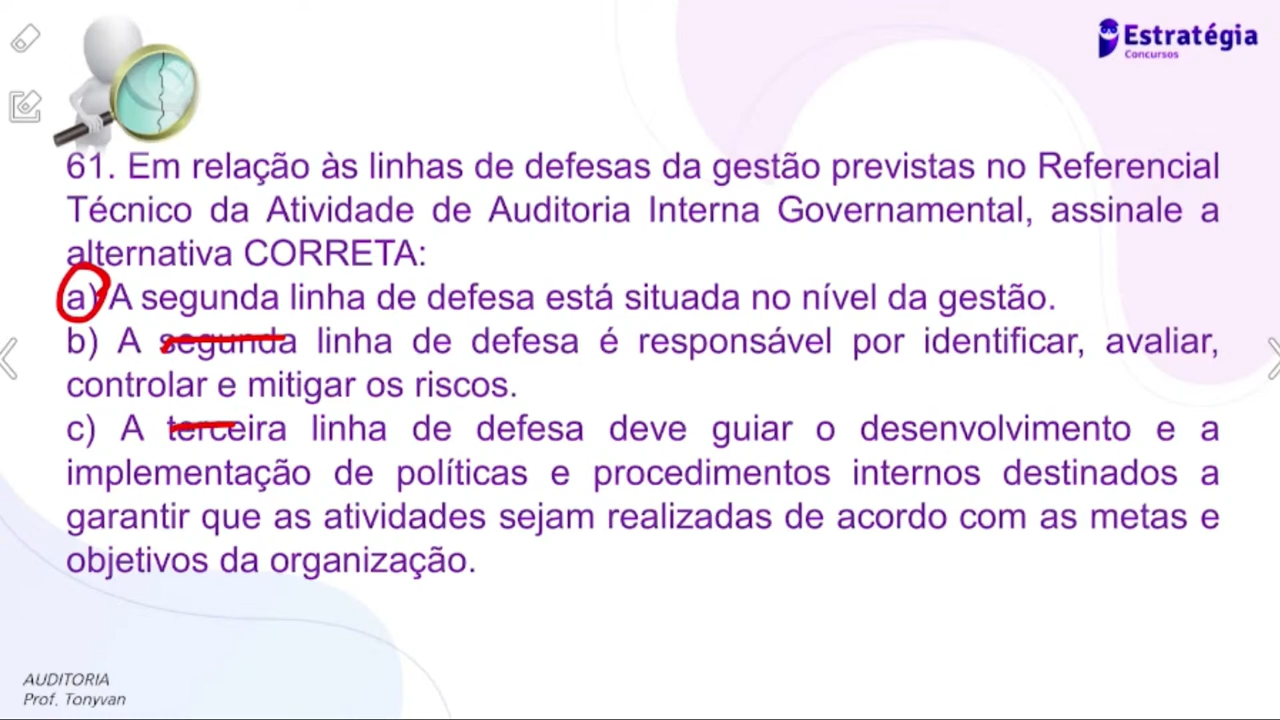 Estratégia
Concursos
61. Em relação às linhas de defesas da gestão previstas no Referencial
Técnico da Atividade de Auditoria Interna Governamental, assinale a
alternativa CORRETA:
a) A segunda linha de defesa está situada no nível da gestão.
b) A segunda linha de defesa é responsável por identificar, avaliar,
controlar e mitigar os riscos.
c) A terceira linha de defesa deve guiar o desenvolvimento e a
implementação de políticas e procedimentos internos destinados a
garantir que as atividades sejam realizadas de acordo com as metas e
objetivos da organização.
AUDITORIA
Prof. Tonyvan